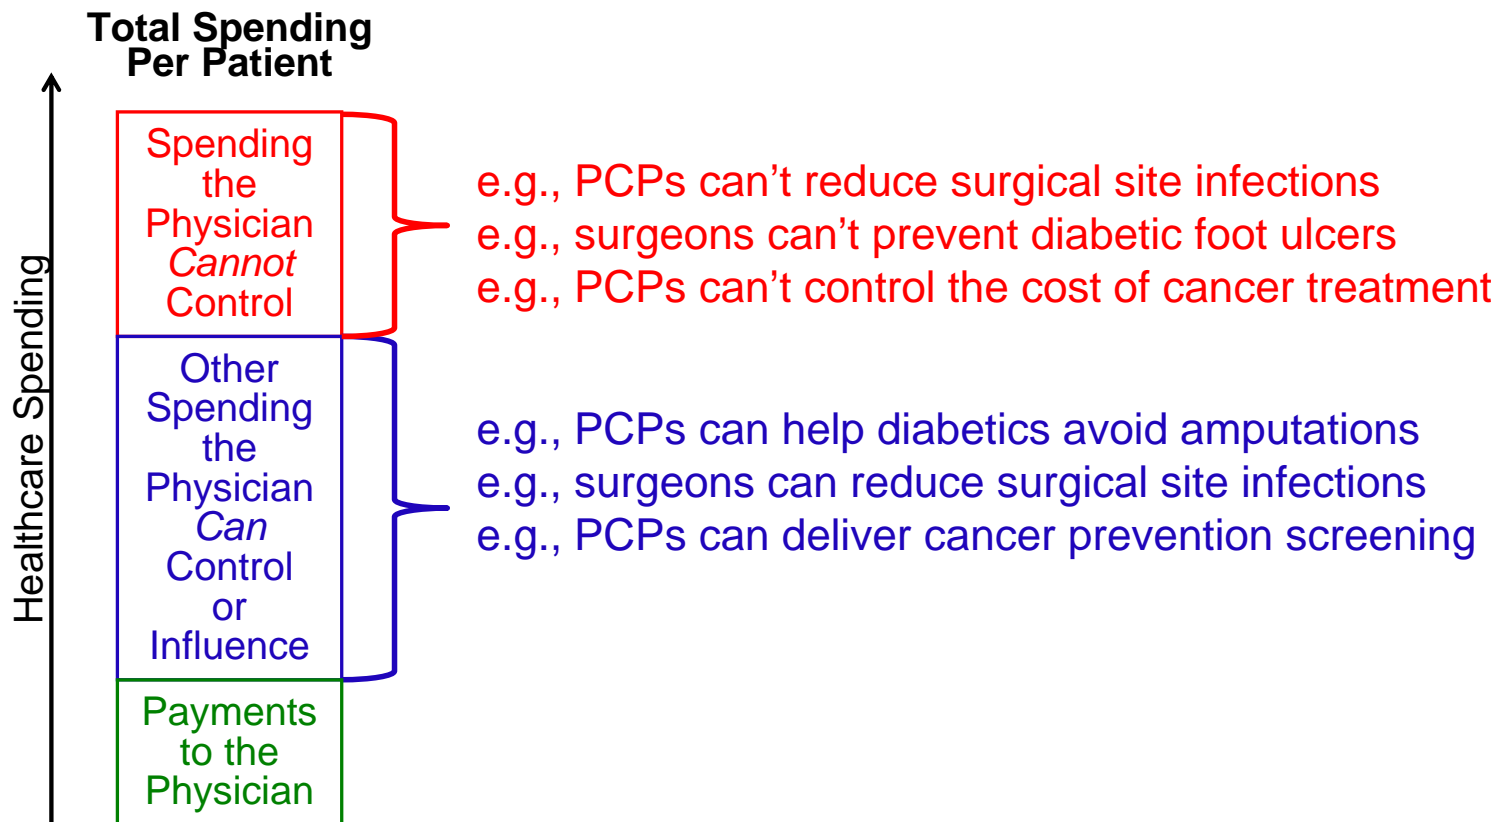 Total Spending
Per Patient
Healthcare Spending
Spending
the
Physician
Cannot
Control
e.g., PCPs can’t reduce surgical site infections
e.g., surgeons can’t prevent diabetic foot ulcers
e.g., PCPs can’t control the cost of cancer treatment
Other
Spending
the
Physician
Can
Control
or
Influence
e.g., PCPs can help diabetics avoid amputations
e.g., surgeons can reduce surgical site infections
e.g., PCPs can deliver cancer prevention screening
Payments
to the
Physician